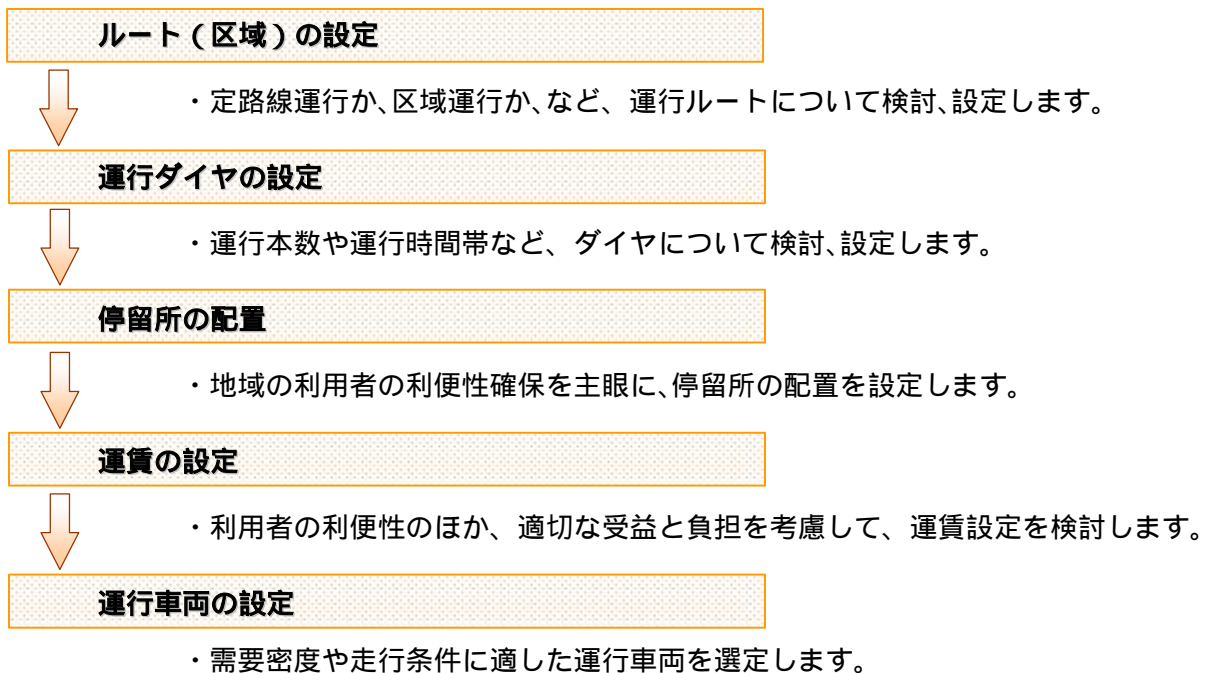 ルート(区域)の設定
・定路線運行か、区域運行か、など、運行ルートについて検討、設定します。
運行ダイヤの設定
・運行本数や運行時間帯など、ダイヤについて検討、設定します。
停留所の配置
・地域の利用者の利便性確保を主眼に、停留所の配置を設定します。
運賃の設定
・利用者の利便性のほか、適切な受益と負担を考慮して、運賃設定を検討します。
運行車両の設定
・需要密度や走行条件に適した運行車両を選定します。